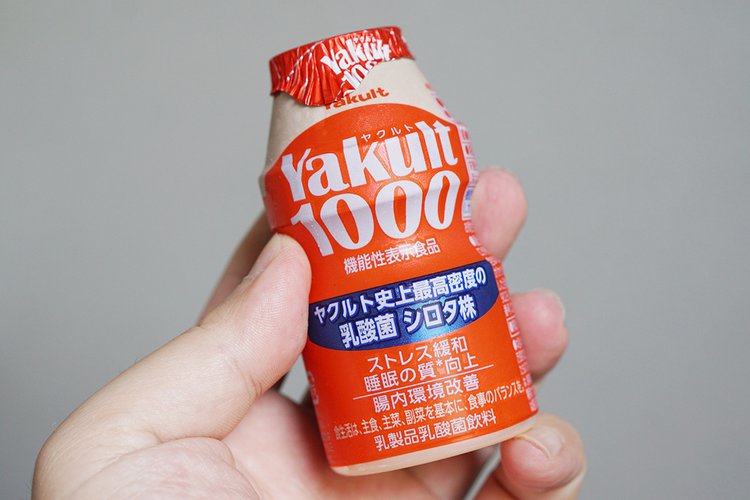 Yakult
Yakult
ヤクルト
Yakult
1000
機能性表示食品
ヤクルト史上最高密度の
乳酸菌 シロタ株
ストレス緩和
睡眠の質*向上
腸内環境改善
食生活は、主食、主菜、副菜を基本に、食事のバランスを。
乳製品乳酸菌飲料